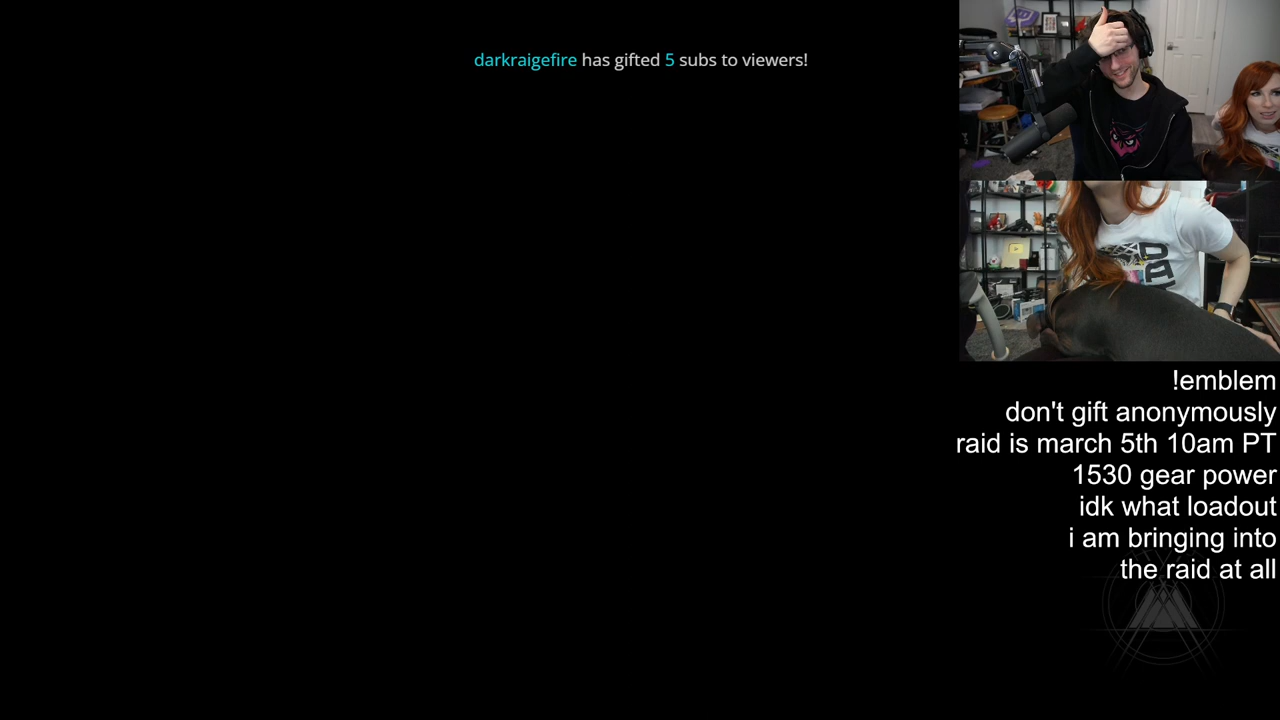 darkraigefire has gifted 5 subs to viewers!
!emblem
don't gift anonymously
raid is march 5th 10am PT
1530 gear power
idk what loadout
i am bringing into
the raid at all